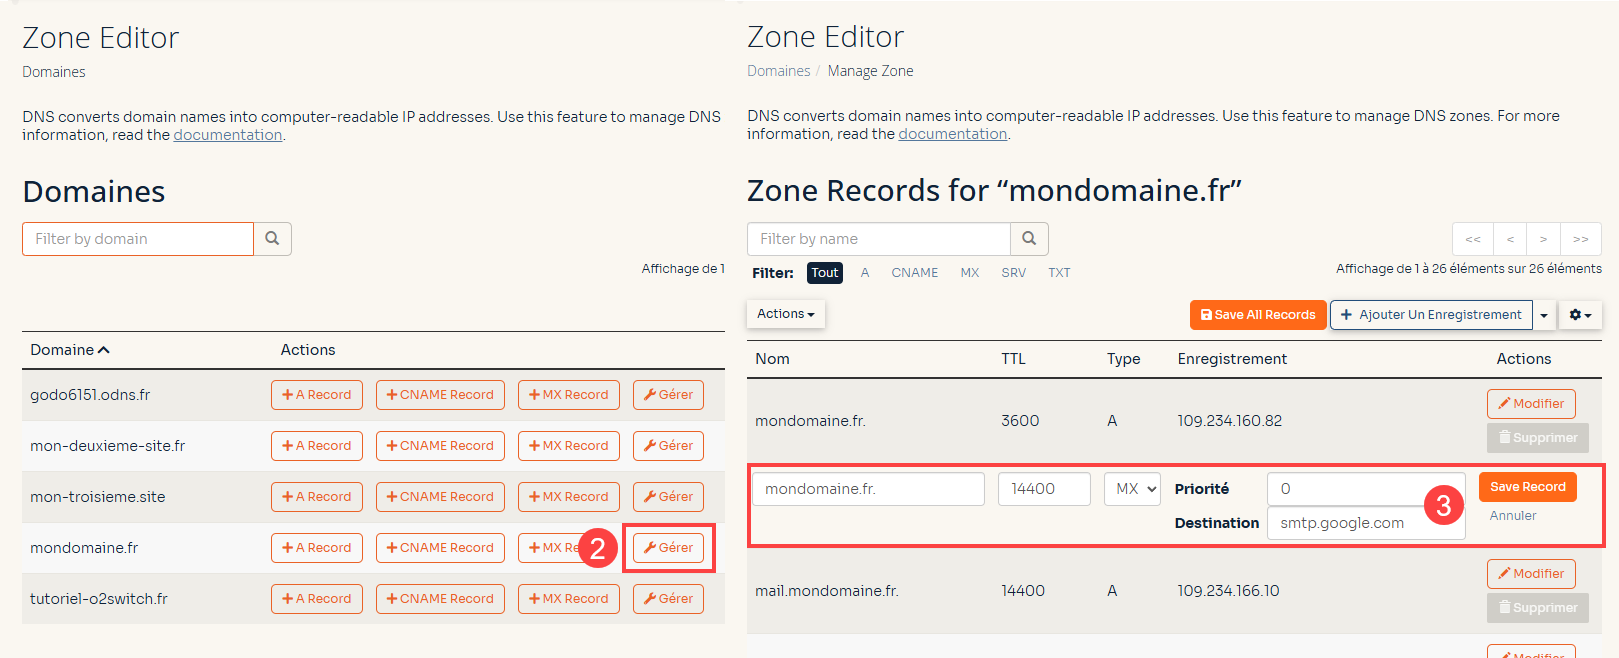 Zone Editor
Domaines
DNS converts domain names into computer-readable IP addresses. Use this feature to manage DNS
information, read the documentation.
Domaines
Filter by domain
Affichage de 1
Domaine Actions
godo6151.odns.fr + A Record + CNAME Record + MX Record Gérer
mon-deuxieme-site.fr + A Record + CNAME Record + MX Record Gérer
mon-troisieme.site + A Record + CNAME Record + MX Record Gérer
mondomaine.fr + A Record + CNAME Record + MX Re 2 Gérer
tutoriel-o2switch.fr + A Record + CNAME Record + MX Record Gérer
Zone Editor
Domaines / Manage Zone
DNS converts domain names into computer-readable IP addresses. Use this feature to manage DNS zones. For more
information, read the documentation.
Zone Records for “mondomaine.fr”
Filter by name
<< < > >>
Filter: Tout A CNAME MX SRV TXT
Affichage de 1 à 26 éléments sur 26 éléments
Actions Save All Records + Ajouter Un Enregistrement
Nom TTL Type Enregistrement Actions
mondomaine.fr. 3600 A 109.234.160.82 Modifier
Supprimer
mondomaine.fr. 14400 MX Priorité 0 Save Record
3
Destination smtp.google.com Annuler
mail.mondomaine.fr. 14400 A 109.234.166.10 Modifier
Supprimer
Modifier